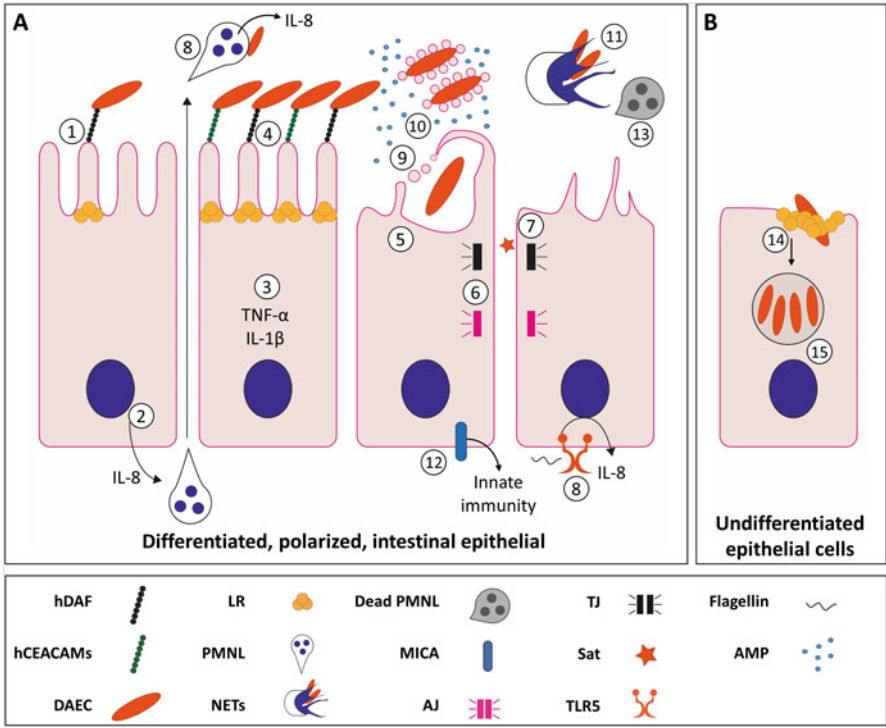 A
B
8
IL-8
11
1
4
10
13
9
5
7
14
3
TNF-α
IL-1β
6
15
2
IL-8
12
Innate
immunity
8
IL-8
Differentiated, polarized, intestinal epithelial
Undifferentiated
epithelial cells
hDAF
LR
Dead PMNL
TJ
Flagellin
hCEACAMs
PMNL
MICA
Sat
AMP
DAEC
NETs
AJ
TLR5